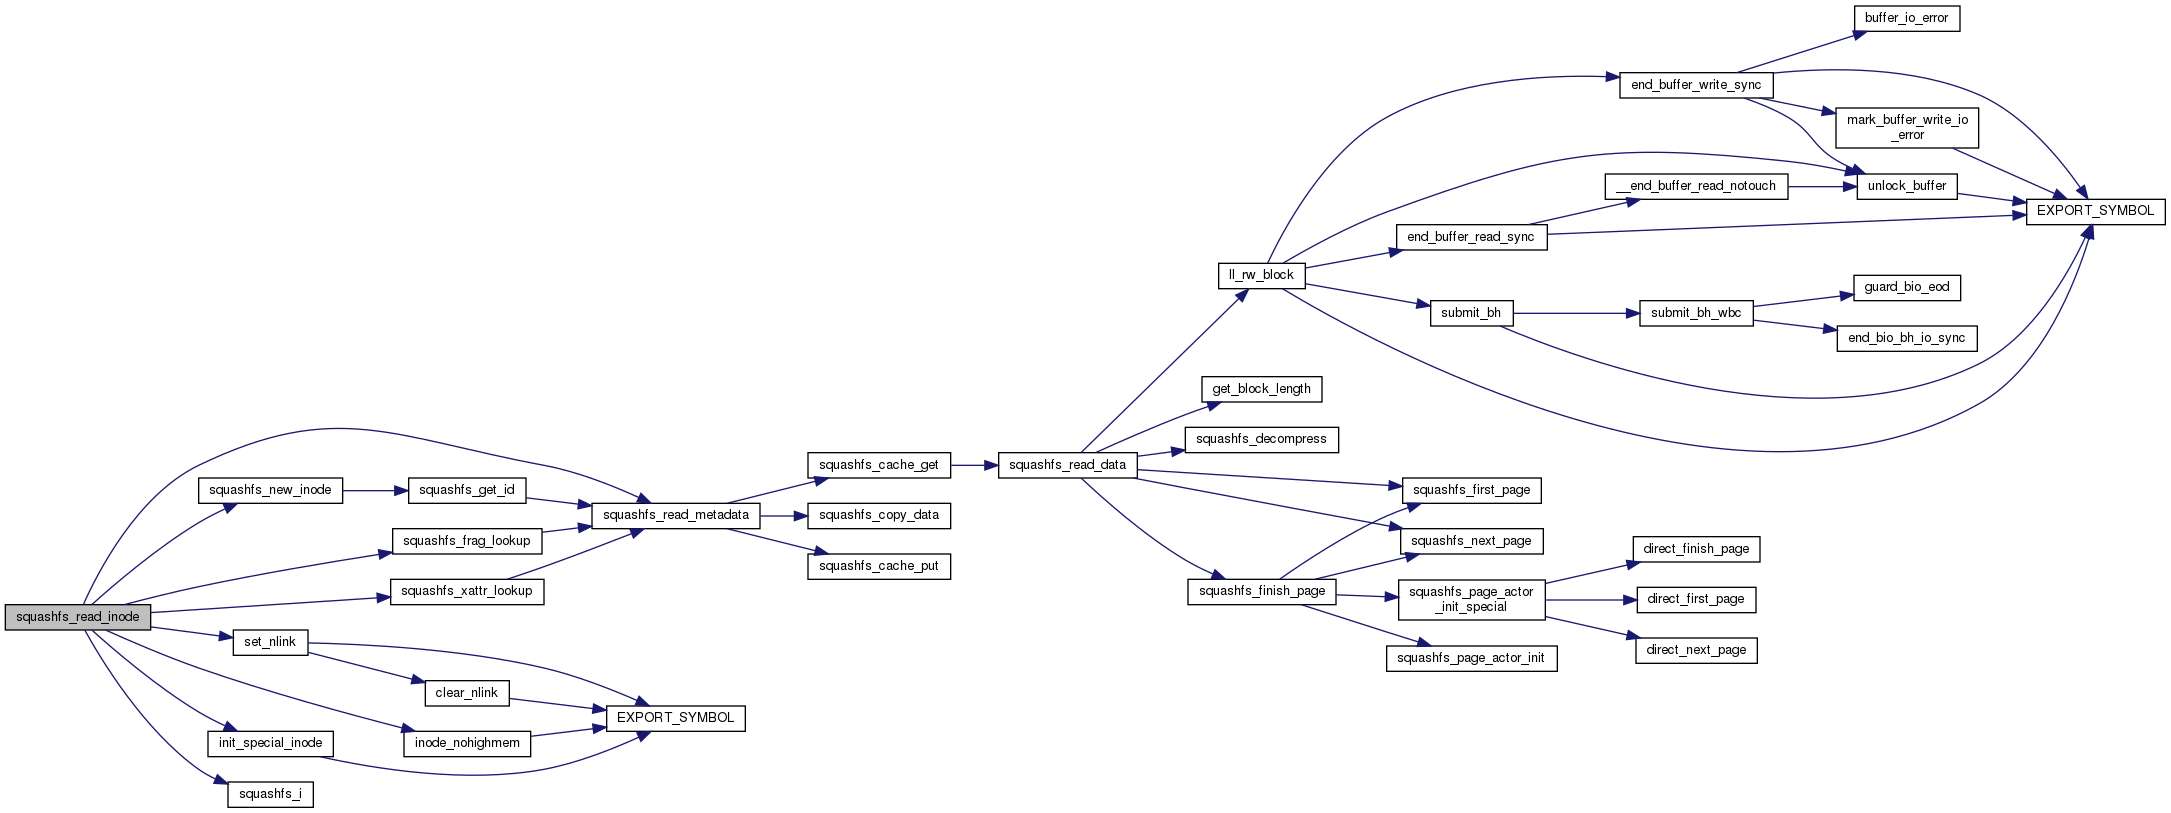 buffer_io_error
end_buffer_write_sync
mark_buffer_write_io
_error
__end_buffer_read_notouch
unlock_buffer
EXPORT_SYMBOL
end_buffer_read_sync
ll_rw_block
guard_bio_eod
submit_bh
submit_bh_wbc
end_bio_bh_io_sync
get_block_length
squashfs_decompress
squashfs_cache_get
squashfs_read_data
squashfs_new_inode
squashfs_get_id
squashfs_first_page
squashfs_read_metadata
squashfs_copy_data
squashfs_frag_lookup
squashfs_next_page
direct_finish_page
squashfs_cache_put
squashfs_xattr_lookup
squashfs_finish_page
squashfs_page_actor
_init_special
direct_first_page
squashfs_read_inode
set_nlink
direct_next_page
squashfs_page_actor_init
clear_nlink
EXPORT_SYMBOL
init_special_inode
inode_nohighmem
squashfs_i